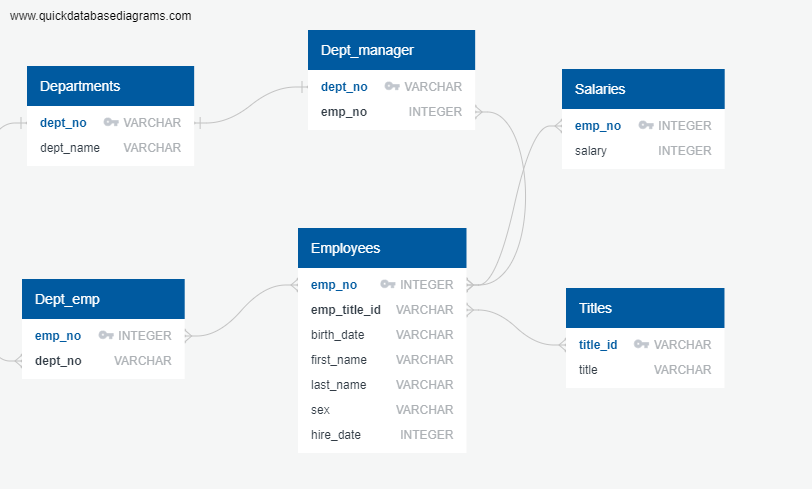 www.quickdatabasediagrams.com
Departments
dept_no VARCHAR
dept_name VARCHAR
Dept_manager
dept_no VARCHAR
emp_no INTEGER
Salaries
emp_no INTEGER
salary INTEGER
Dept_emp
emp_no INTEGER
dept_no VARCHAR
Employees
emp_no INTEGER
emp_title_id VARCHAR
birth_date VARCHAR
first_name VARCHAR
last_name VARCHAR
sex VARCHAR
hire_date INTEGER
Titles
title_id VARCHAR
title VARCHAR